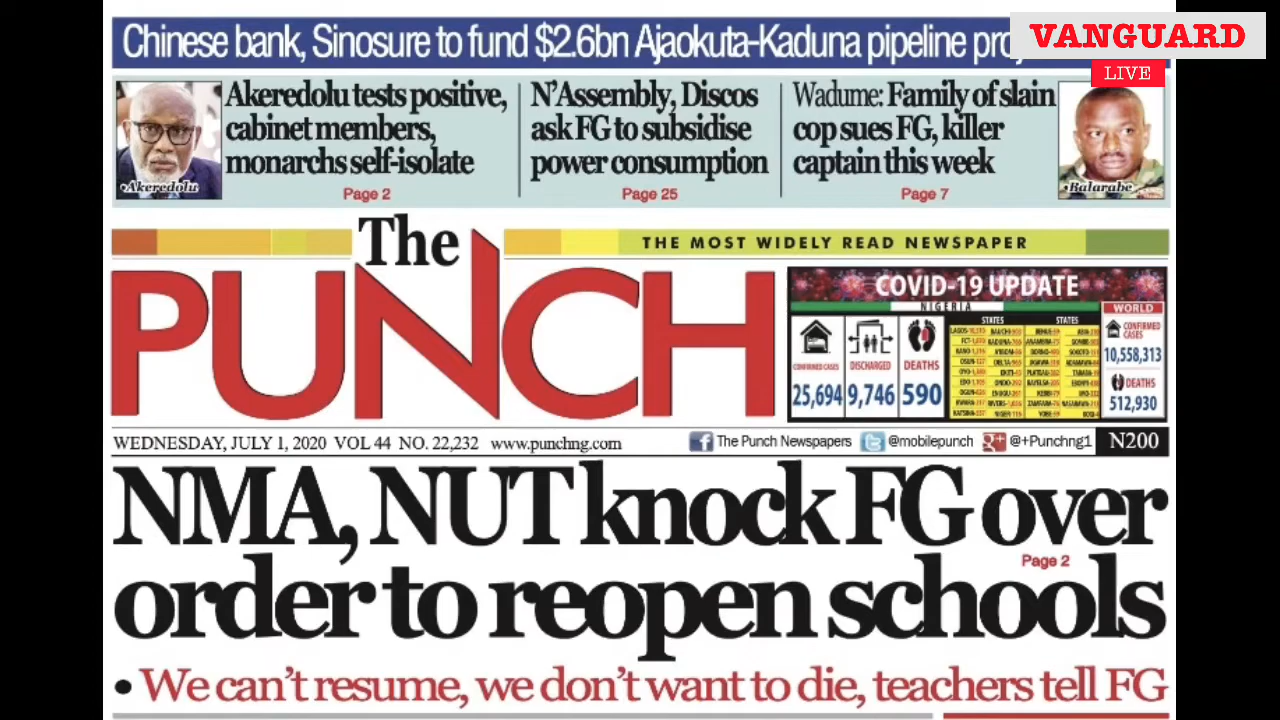 Chinese bank, Sinosure to fund $2.6bn Ajaokuta-Kaduna pipeline
VANGUARD
LIVE
Akeredolu tests positive,
cabinet members,
monarchs self-isolate
Page 2
•Akeredolu
N'Assembly, Discos
ask FG to subsidise
power consumption
Page 25
Wadume: Family of slain
cop sues FG, killer
captain this week
Page 7
•Balarabe
The
PUNCH
THE MOST WIDELY READ NEWSPAPER
COVID-19 UPDATE
NIGERIA
CONFIRMED CASES
25,694
DISCHARGED
9,746
DEATHS
590
STATES
STATES
WORLD
CONFIRMED
CASES
10,558,313
DEATHS
512,930
WEDNESDAY, JULY 1, 2020 VOL 44 NO. 22,232 www.punchng.com
The Punch Newspapers @mobilepunch @+Punchng1 N200
NMA, NUT knock FG over
Page 2
order to reopen schools
• We can't resume, we don't want to die, teachers tell FG